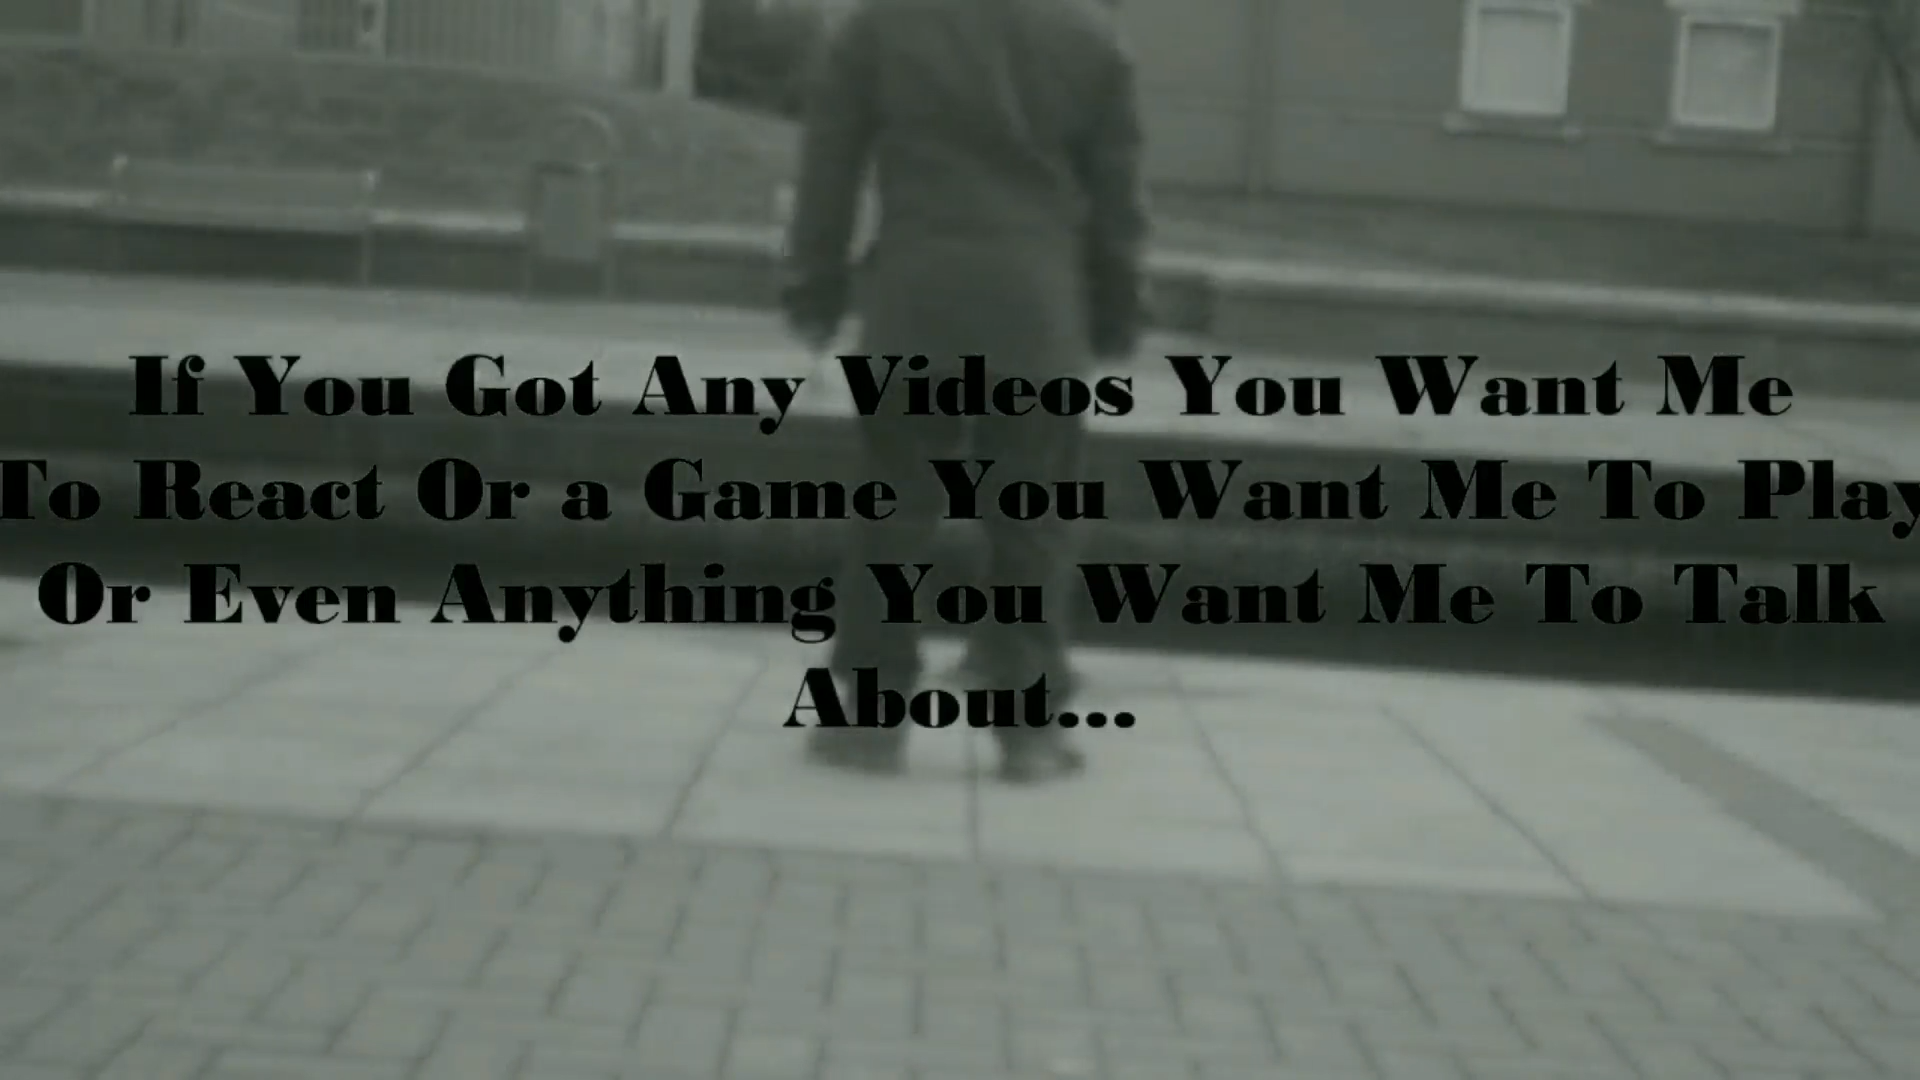 If You Got Any Videos You Want Me
To React Or a Game You Want Me To Play
Or Even Anything You Want Me To Talk
About...